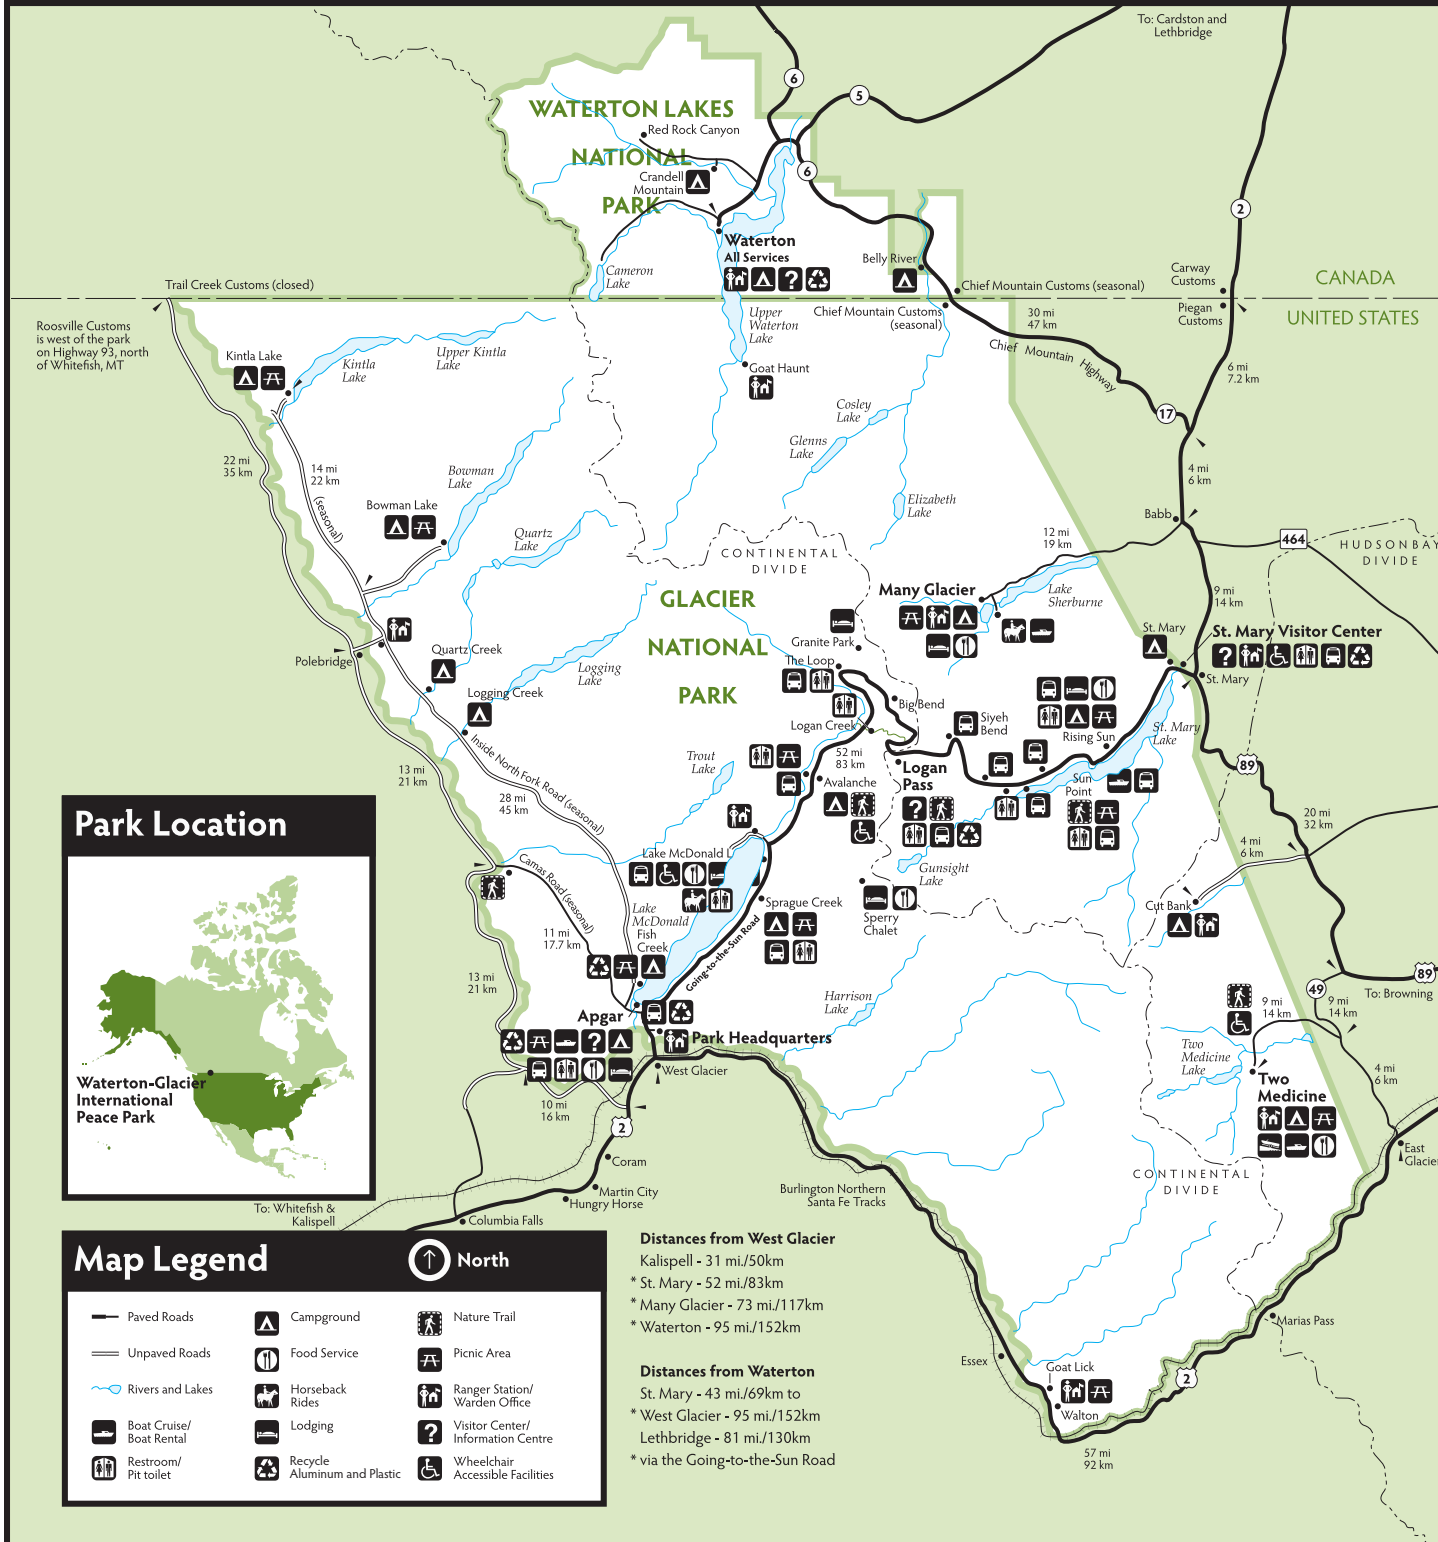 To: Cardston and
Lethbridge
6
5
WATERTON LAKES
NATIONAL
PARK
Red Rock Canyon
Crandell
Mountain
6
2
Waterton
All Services
Cameron
Lake
Belly River
Carway
Customs
CANADA
Trail Creek Customs (closed)
Chief Mountain Customs (seasonal)
Piegan
Customs
UNITED STATES
Roosville Customs
is west of the park
on Highway 93, north
of Whitefish, MT
Upper
Waterton
Lake
Chief Mountain Customs
(seasonal)
30 mi
47 km
Chief Mountain Highway
Kintla Lake
Kintla
Lake
Upper Kintla
Lake
Goat Haunt
6 mi
7.2 km
17
Cosley
Lake
Glenns
Lake
22 mi
35 km
14 mi
22 km
(seasonal)
Bowman
Lake
4 mi
6 km
Bowman Lake
Elizabeth
Lake
Babb
Quartz
Lake
12 mi
19 km
464
HUDSONBAY
DIVIDE
CONTINENTAL
DIVIDE
GLACIER
NATIONAL
PARK
Many Glacier
Lake
Sherburne
9 mi
14 km
Granite Park
St. Mary
St. Mary Visitor Center
Polebridge
Quartz Creek
The Loop
St. Mary
Logging
Lake
Logging Creek
Big Bend
Logan Creek
Siyeh
Bend
Rising Sun
St. Mary
Lake
Inside North Fork Road (seasonal)
13 mi
21 km
Trout
Lake
52 mi
83 km
Logan
Pass
Avalanche
Sun
Point
89
28 mi
45 km
20 mi
32 km
4 mi
6 km
Park Location
Lake McDonald L
Gunsight
Lake
Camas Road (seasonal)
Sprague Creek
Sperry
Chalet
Cut Bank
Lake
McDonald
Fish
Creek
11 mi
17.7 km
Going-to-the-Sun Road
13 mi
21 km
Harrison
Lake
89
To: Browning
49
9 mi
14 km
9 mi
14 km
Apgar
Park Headquarters
Two
Medicine
Lake
West Glacier
Two
Medicine
4 mi
6 km
Waterton-Glacier
International
Peace Park
10 mi
16 km
2
East
Glacier
Coram
Martin City
Hungry Horse
CONTINENTAL
DIVIDE
Burlington Northern
Santa Fe Tracks
To: Whitefish &
Kalispell
Columbia Falls
Map Legend
North
Paved Roads
Unpaved Roads
Rivers and Lakes
Boat Cruise/
Boat Rental
Restroom/
Pit toilet
Campground
Food Service
Horseback
Rides
Lodging
Recycle
Aluminum and Plastic
Nature Trail
Picnic Area
Ranger Station/
Warden Office
Visitor Center/
Information Centre
Wheelchair
Accessible Facilities
Distances from West Glacier
Kalispell - 31 mi./50km
* St. Mary - 52 mi./83km
* Many Glacier - 73 mi./117km
* Waterton - 95 mi./152km
Distances from Waterton
St. Mary - 43 mi./69km to
* West Glacier - 95 mi./152km
Lethbridge - 81 mi./130km
* via the Going-to-the-Sun Road
Marias Pass
Essex
Goat Lick
2
Walton
57 mi
92 km